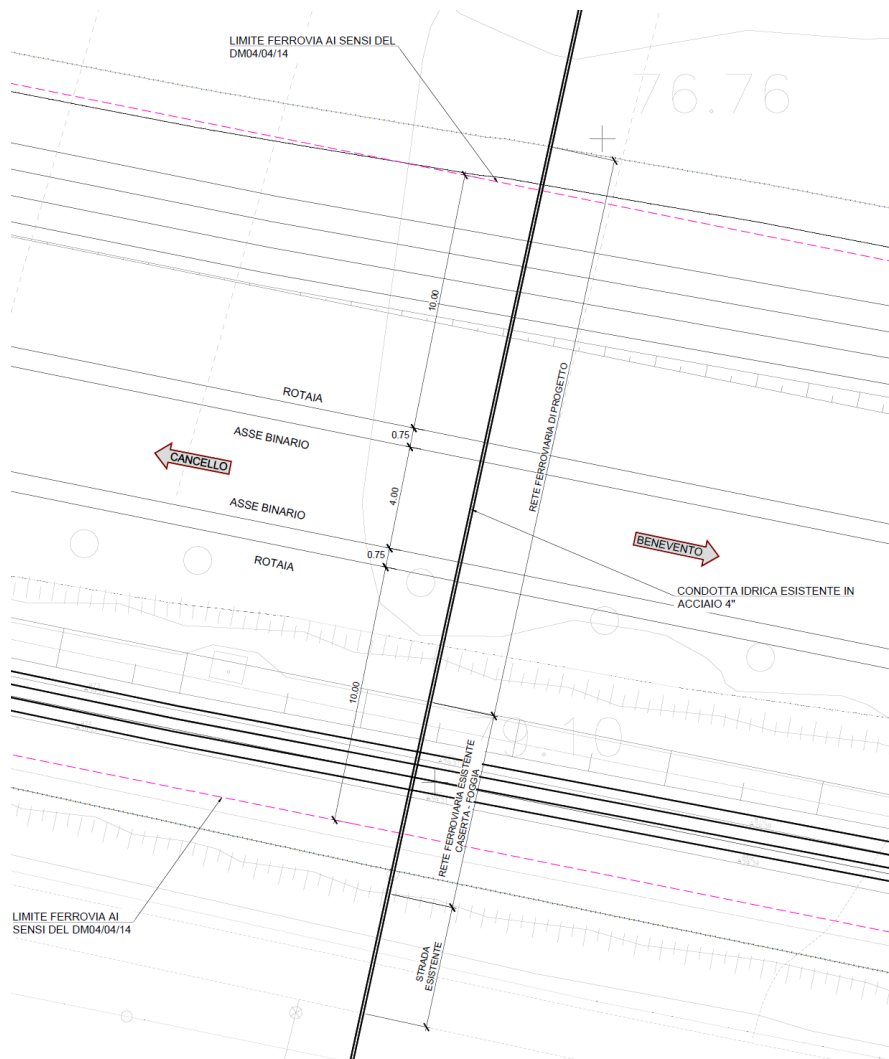 LIMITE FERROVIA AI SENSI DEL
DM04/04/14
76.76
10.00
RETE FERROVIARIA DI PROGETTO
ROTAIA
0.75
ASSE BINARIO
CANCELLO
4.00
ASSE BINARIO
0.75
ROTAIA
BENEVENTO
CONDOTTA IDRICA ESISTENTE IN
ACCIAIO 4"
10.00
RETE FERROVIARIA ESISTENTE
CASERTA - FOGGIA
LIMITE FERROVIA AI
SENSI DEL DM04/04/14
STRADA
ESISTENTE